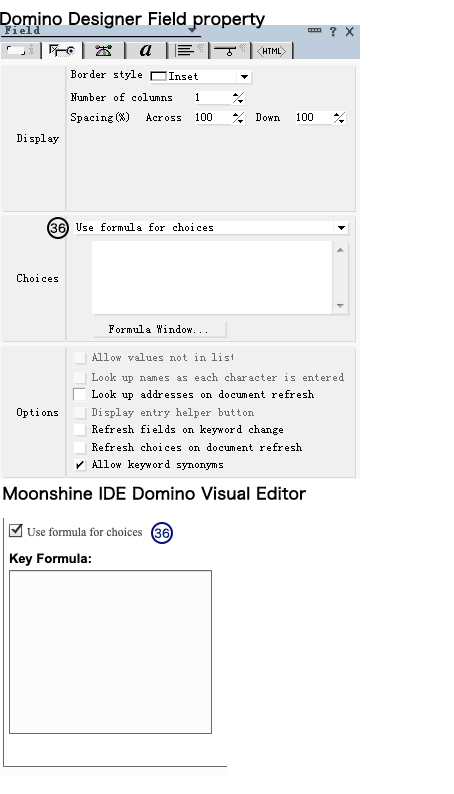 Domino Designer Field property
Field
? X
a
<HTML>
Border style Inset
Number of columns 1
Spacing(%) Across 100 Down 100
Display
36 Use formula for choices
Choices
Formula Window...
Allow values not in list
Look up names as each character is entered
Look up addresses on document refresh
Options
Display entry helper button
Refresh fields on keyword change
Refresh choices on document refresh
Allow keyword synonyms
Moonshine IDE Domino Visual Editor
Use formula for choices 36
Key Formula: